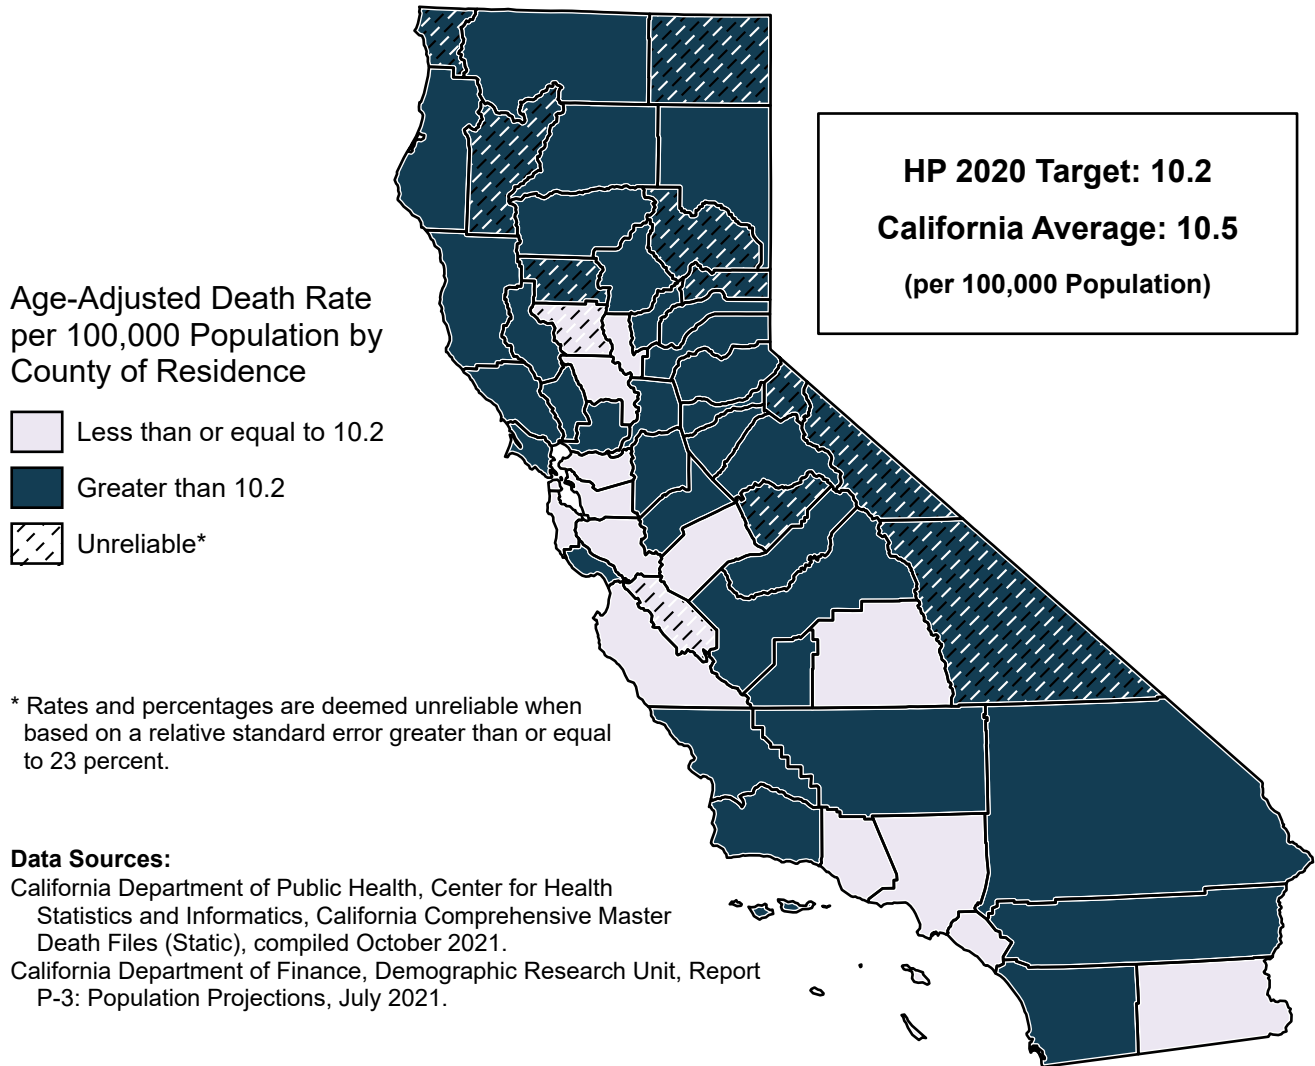 HP 2020 Target: 10.2
California Average: 10.5
(per 100,000 Population)
Age-Adjusted Death Rate
per 100,000 Population by
County of Residence
Less than or equal to 10.2
Greater than 10.2
Unreliable*
* Rates and percentages are deemed unreliable when
based on a relative standard error greater than or equal
to 23 percent.
Data Sources:
California Department of Public Health, Center for Health
Statistics and Informatics, California Comprehensive Master
Death Files (Static), compiled October 2021.
California Department of Finance, Demographic Research Unit, Report
P-3: Population Projections, July 2021.